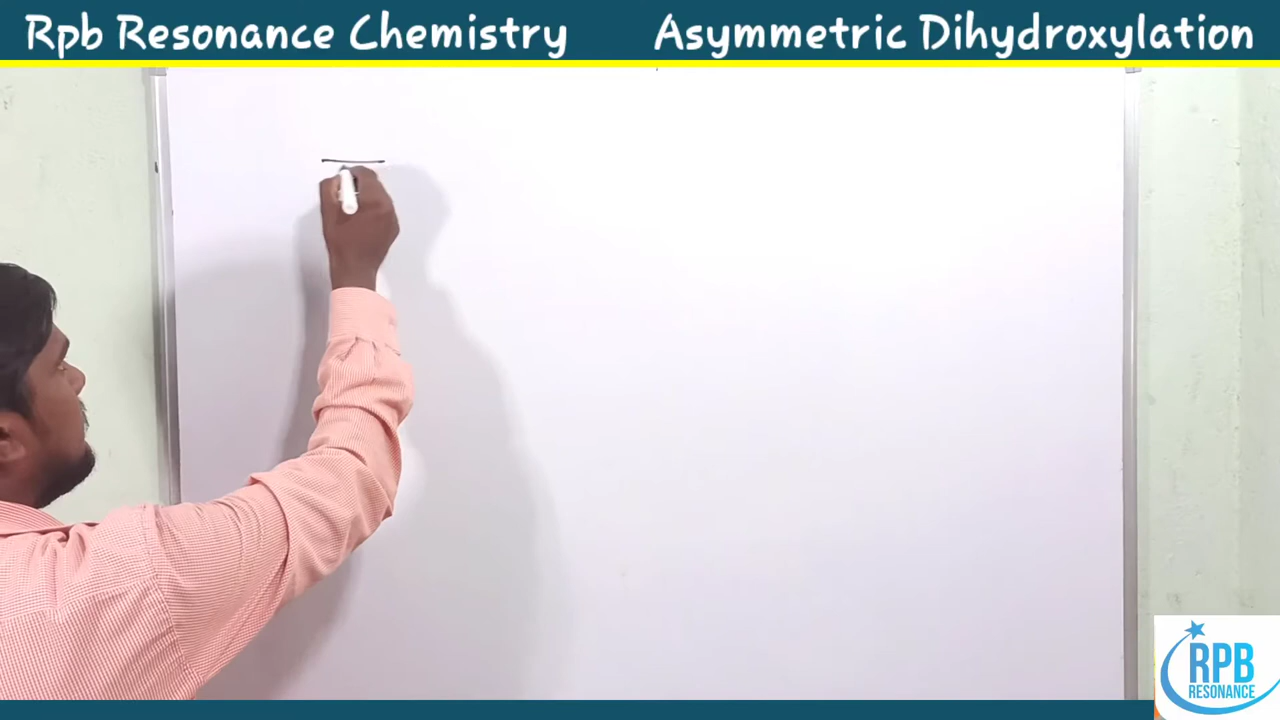 Rpb Resonance Chemistry
Asymmetric Dihydroxylation
RPB
RESONANCE